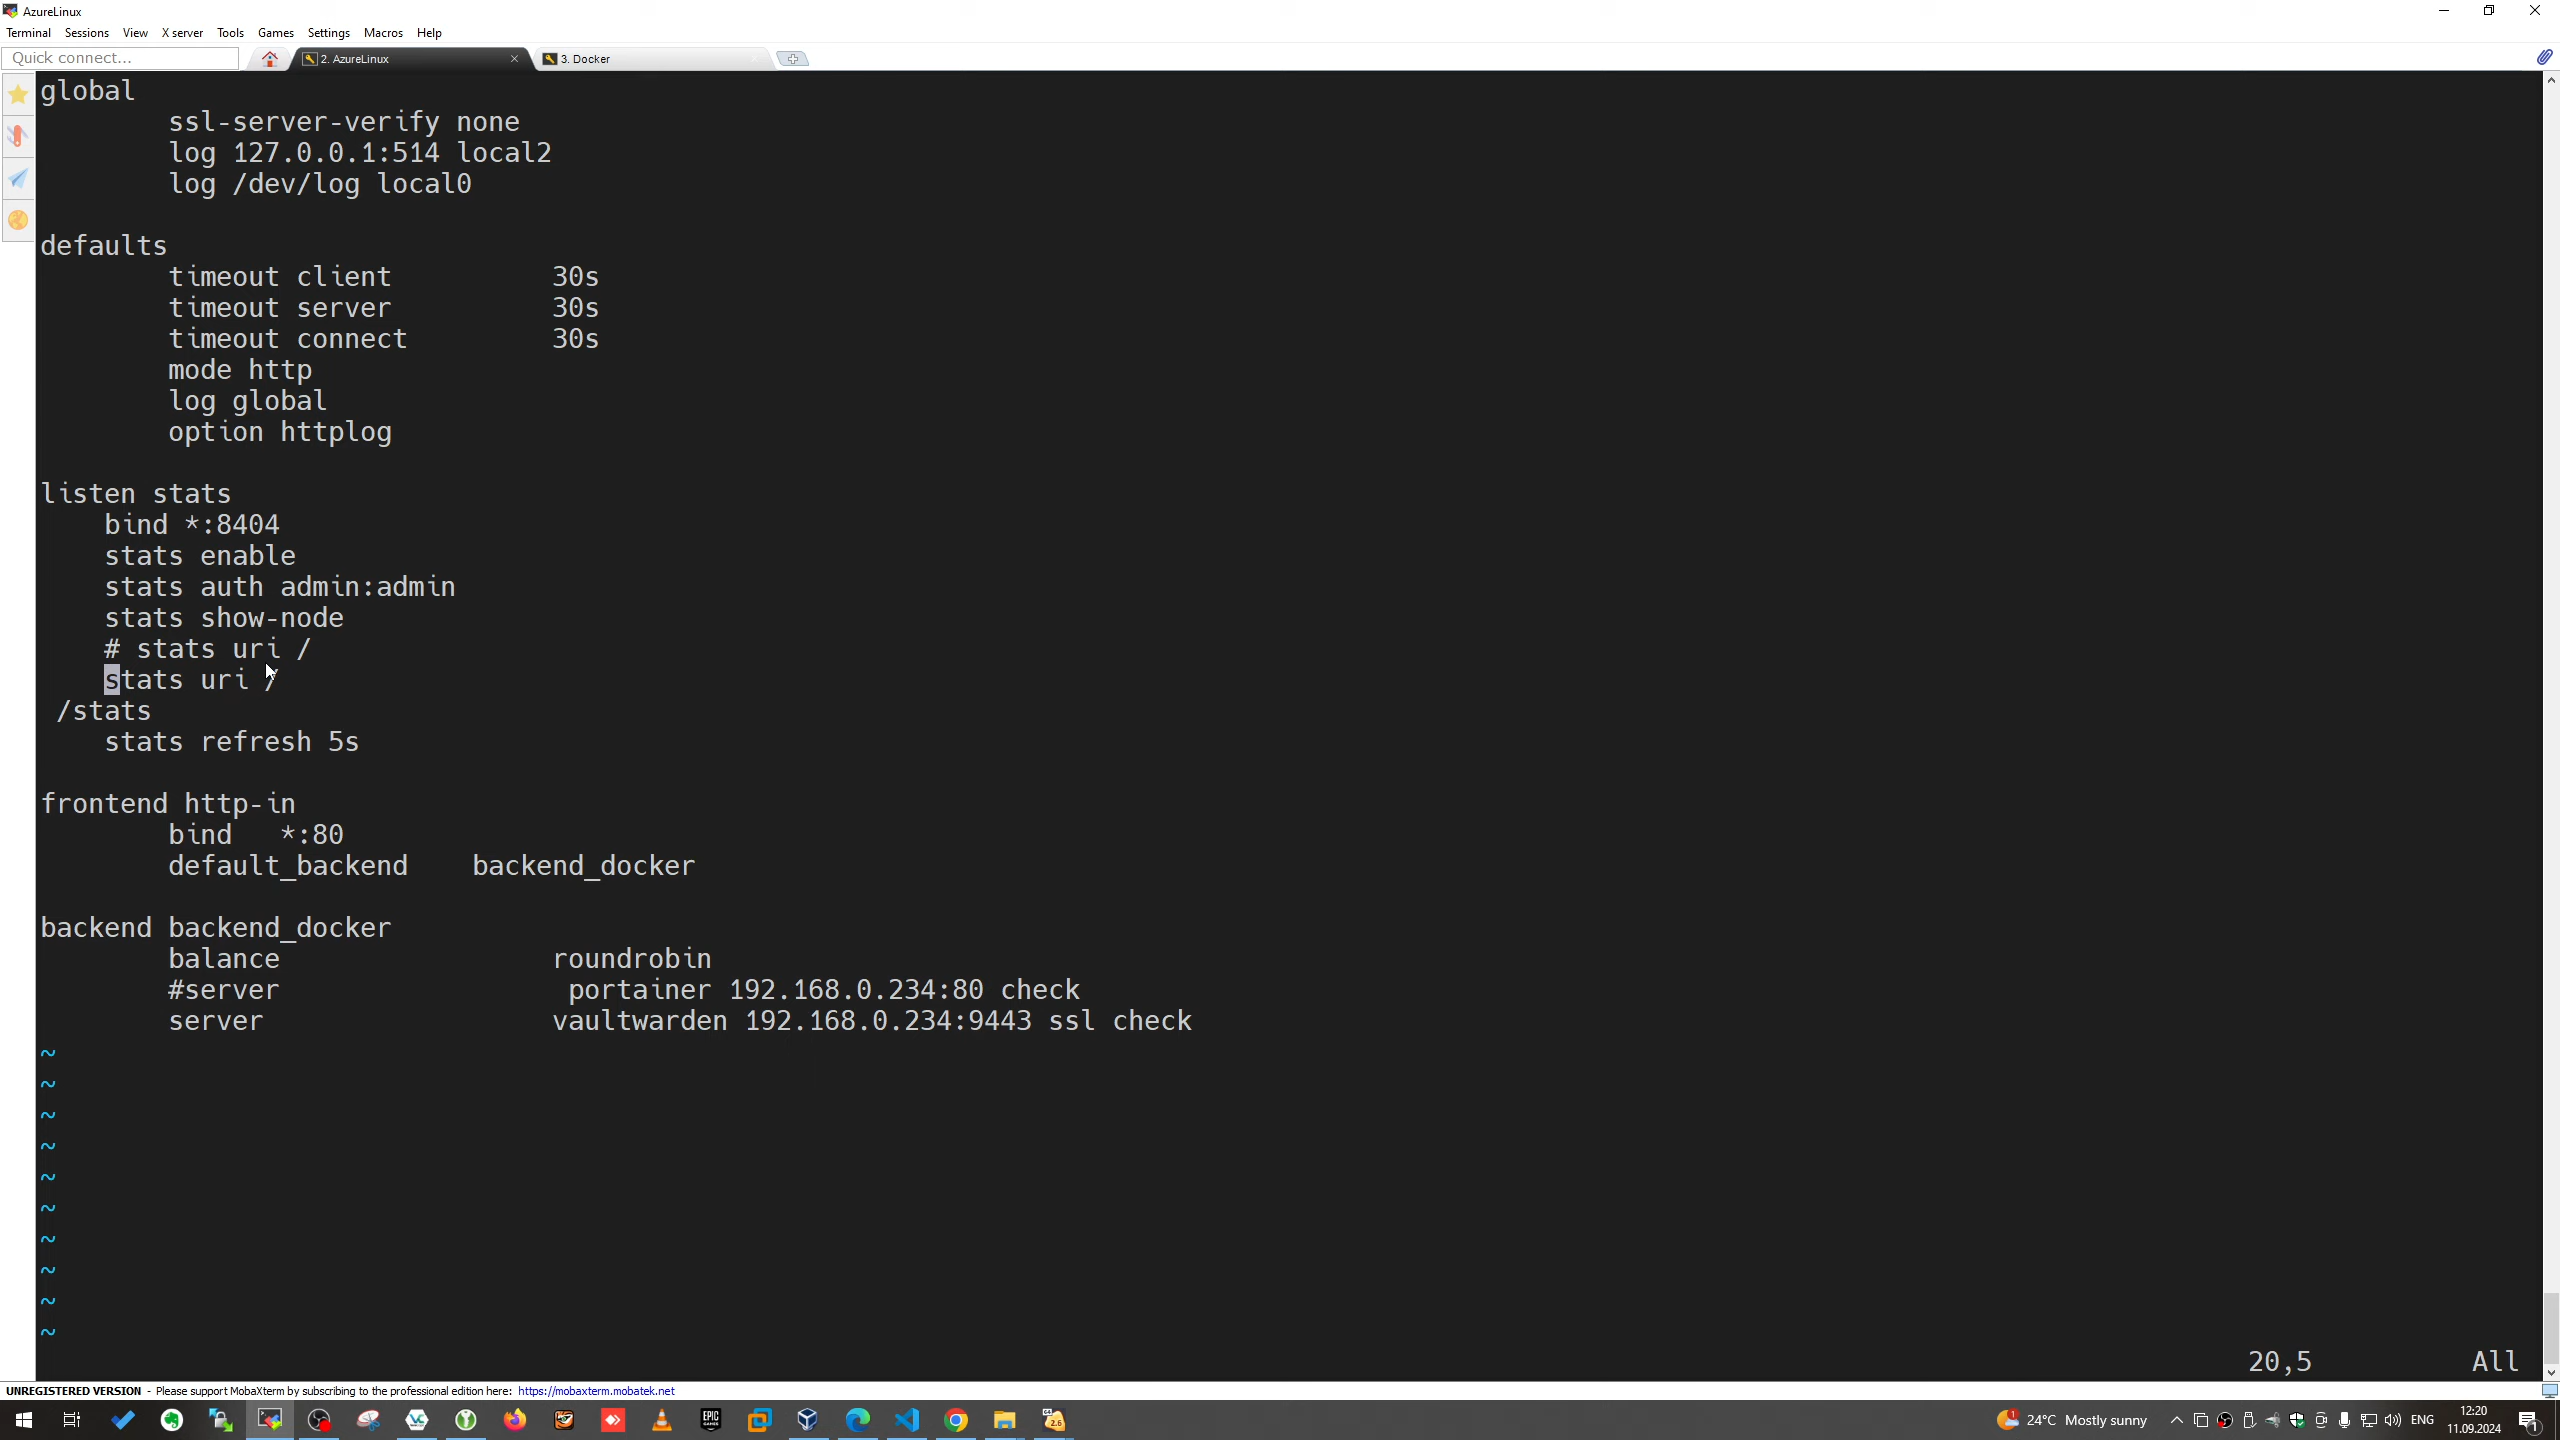 AzureLinux
Terminal Sessions View X server Tools Games Settings Macros Help
Quick connect... 2. AzureLinux 3. Docker
global
ssl-server-verify none
log 127.0.0.1:514 local2
log /dev/log local0
defaults
timeout client 30s
timeout server 30s
timeout connect 30s
mode http
log global
option httplog
listen stats
bind *:8404
stats enable
stats auth admin:admin
stats show-node
# stats uri /
stats uri /
/stats
stats refresh 5s
frontend http-in
bind *:80
default_backend backend_docker
backend backend_docker
balance roundrobin
#server portainer 192.168.0.234:80 check
server vaultwarden 192.168.0.234:9443 ssl check
~
~
~
~
~
~
~
~
~
~
20,5 All
UNREGISTERED VERSION - Please support MobaXterm by subscribing to the professional edition here: https://mobaxterm.mobatek.net
24°C Mostly sunny ENG 12:20
11.09.2024